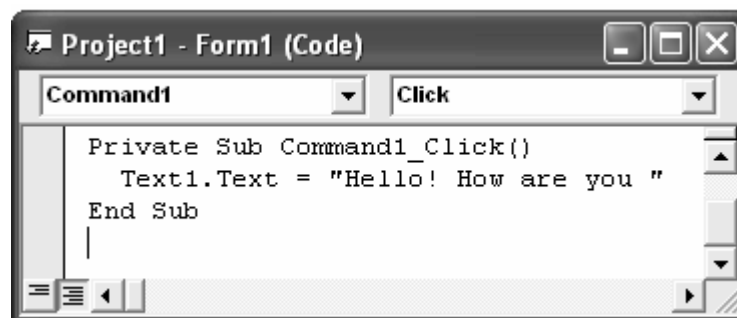 Project1 - Form1 (Code)
Command1 Click
Private Sub Command1_Click()
Text1.Text = "Hello! How are you "
End Sub